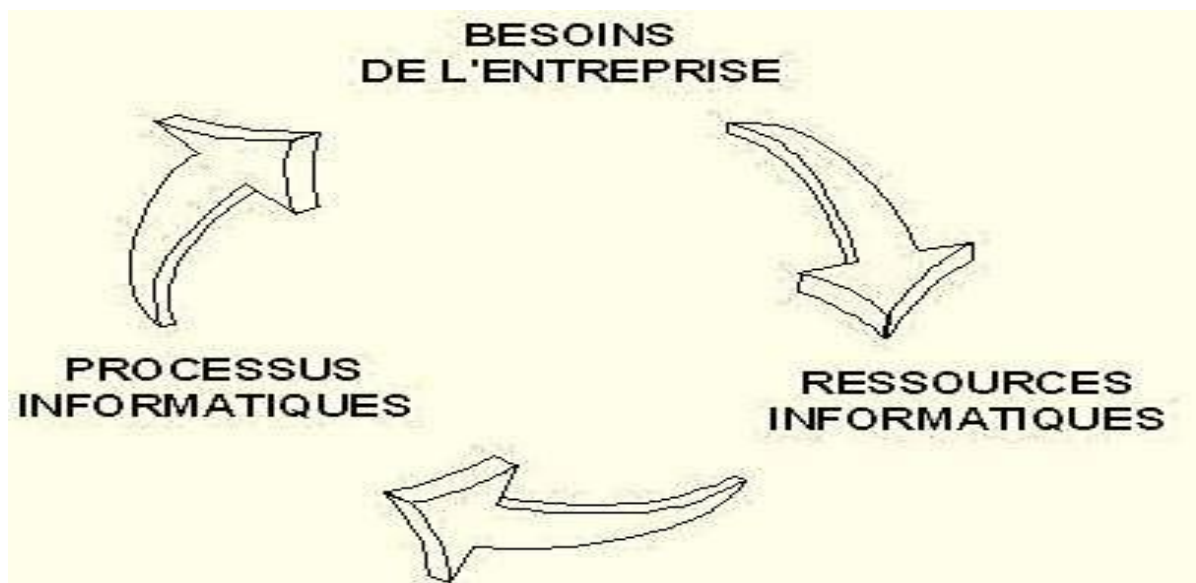 BESOINS
DE L'ENTREPRISE
PROCESSUS
INFORMATIQUES
RESSOURCES
INFORMATIQUES